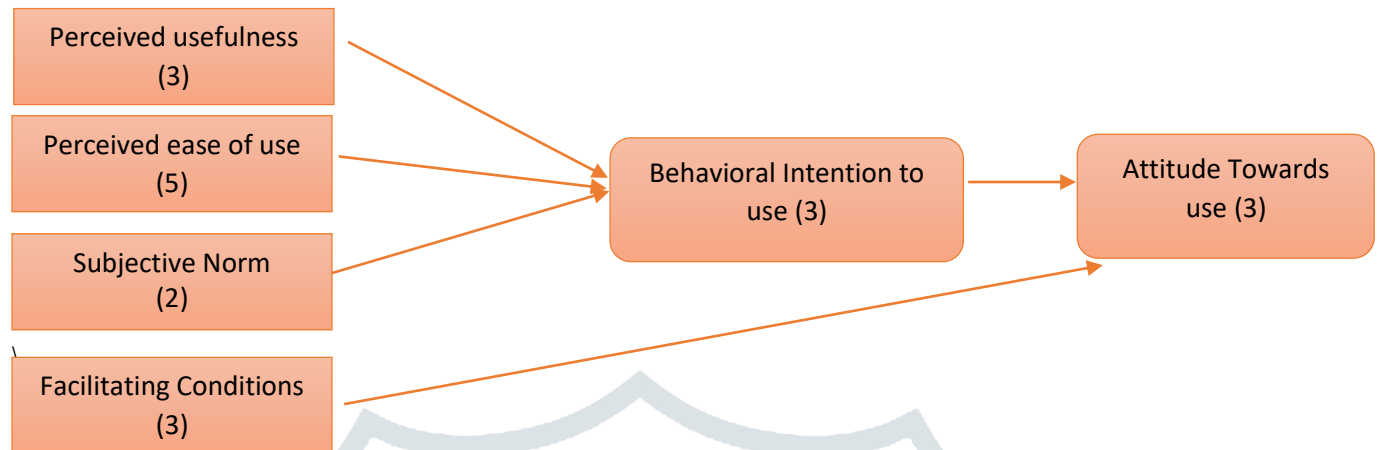 Perceived usefulness
(3)
Perceived ease of use
(5)
Subjective Norm
(2)
Facilitating Conditions
(3)
Behavioral Intention to
use (3)
Attitude Towards
use (3)